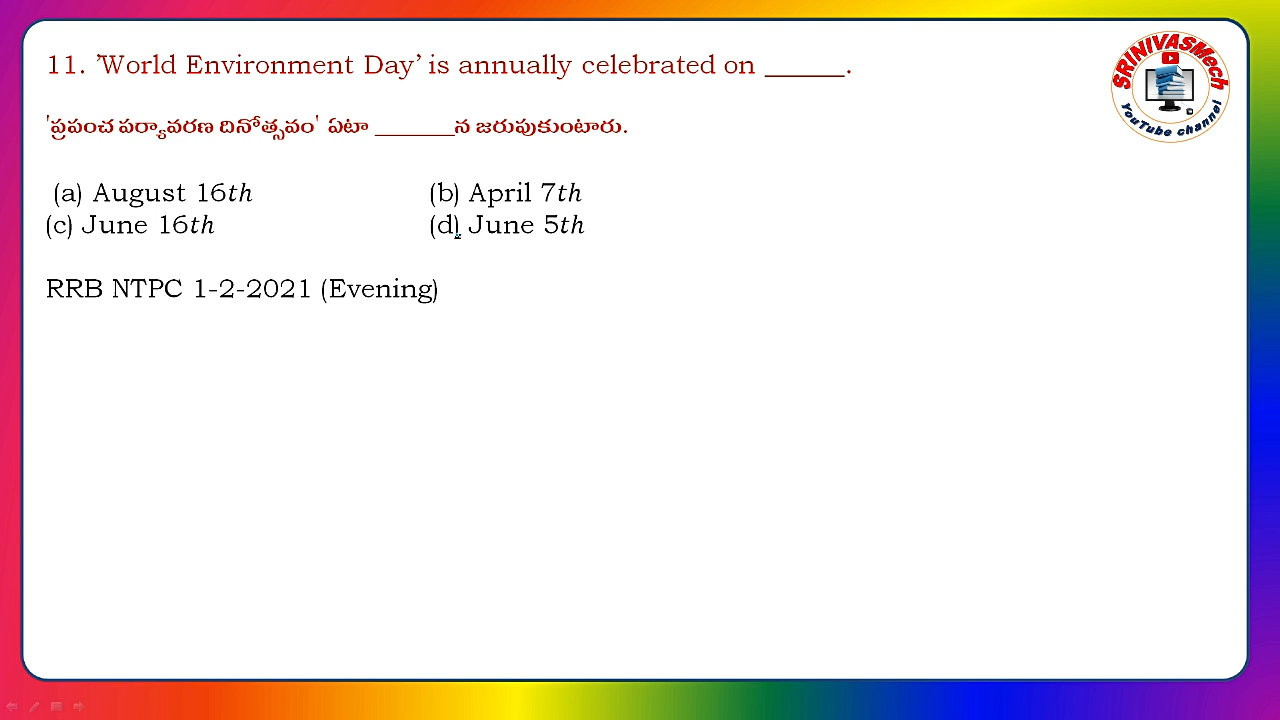 11. ’World Environment Day’ is annually celebrated on _____.
SRINIVASMech
YouTube channel
'ప్రపంచ పర్యావరణ దినోత్సవం' ఏటా _______న జరుపుకుంటారు.
(a) August 16th (b) April 7th
(c) June 16th (d) June 5th
RRB NTPC 1-2-2021 (Evening)